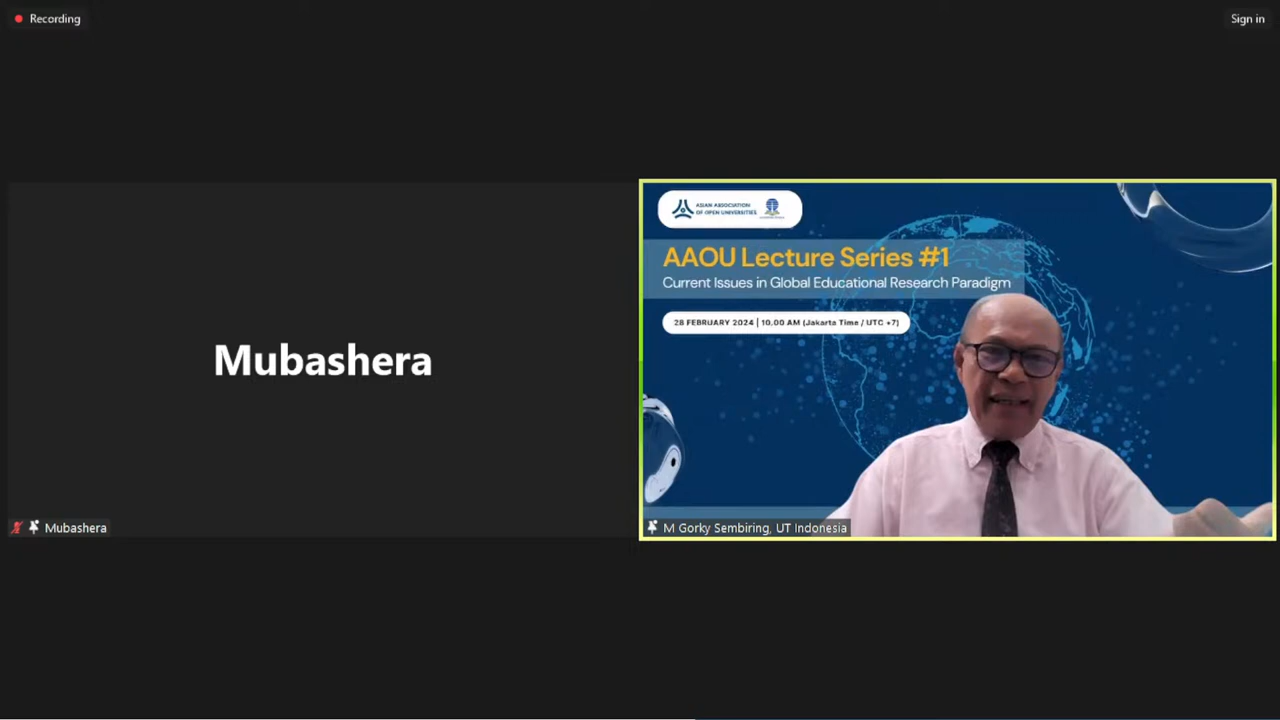 Recording
Sign in
Mubashera
Mubashera
ASIAN ASSOCIATION
OF OPEN UNIVERSITIES
AAOU Lecture Series #1
Current Issues in Global Educational Research Paradigm
28 FEBRUARY 2024 | 10.00 AM (Jakarta Time / UTC +7)
M Gorky Sembiring, UT Indonesia